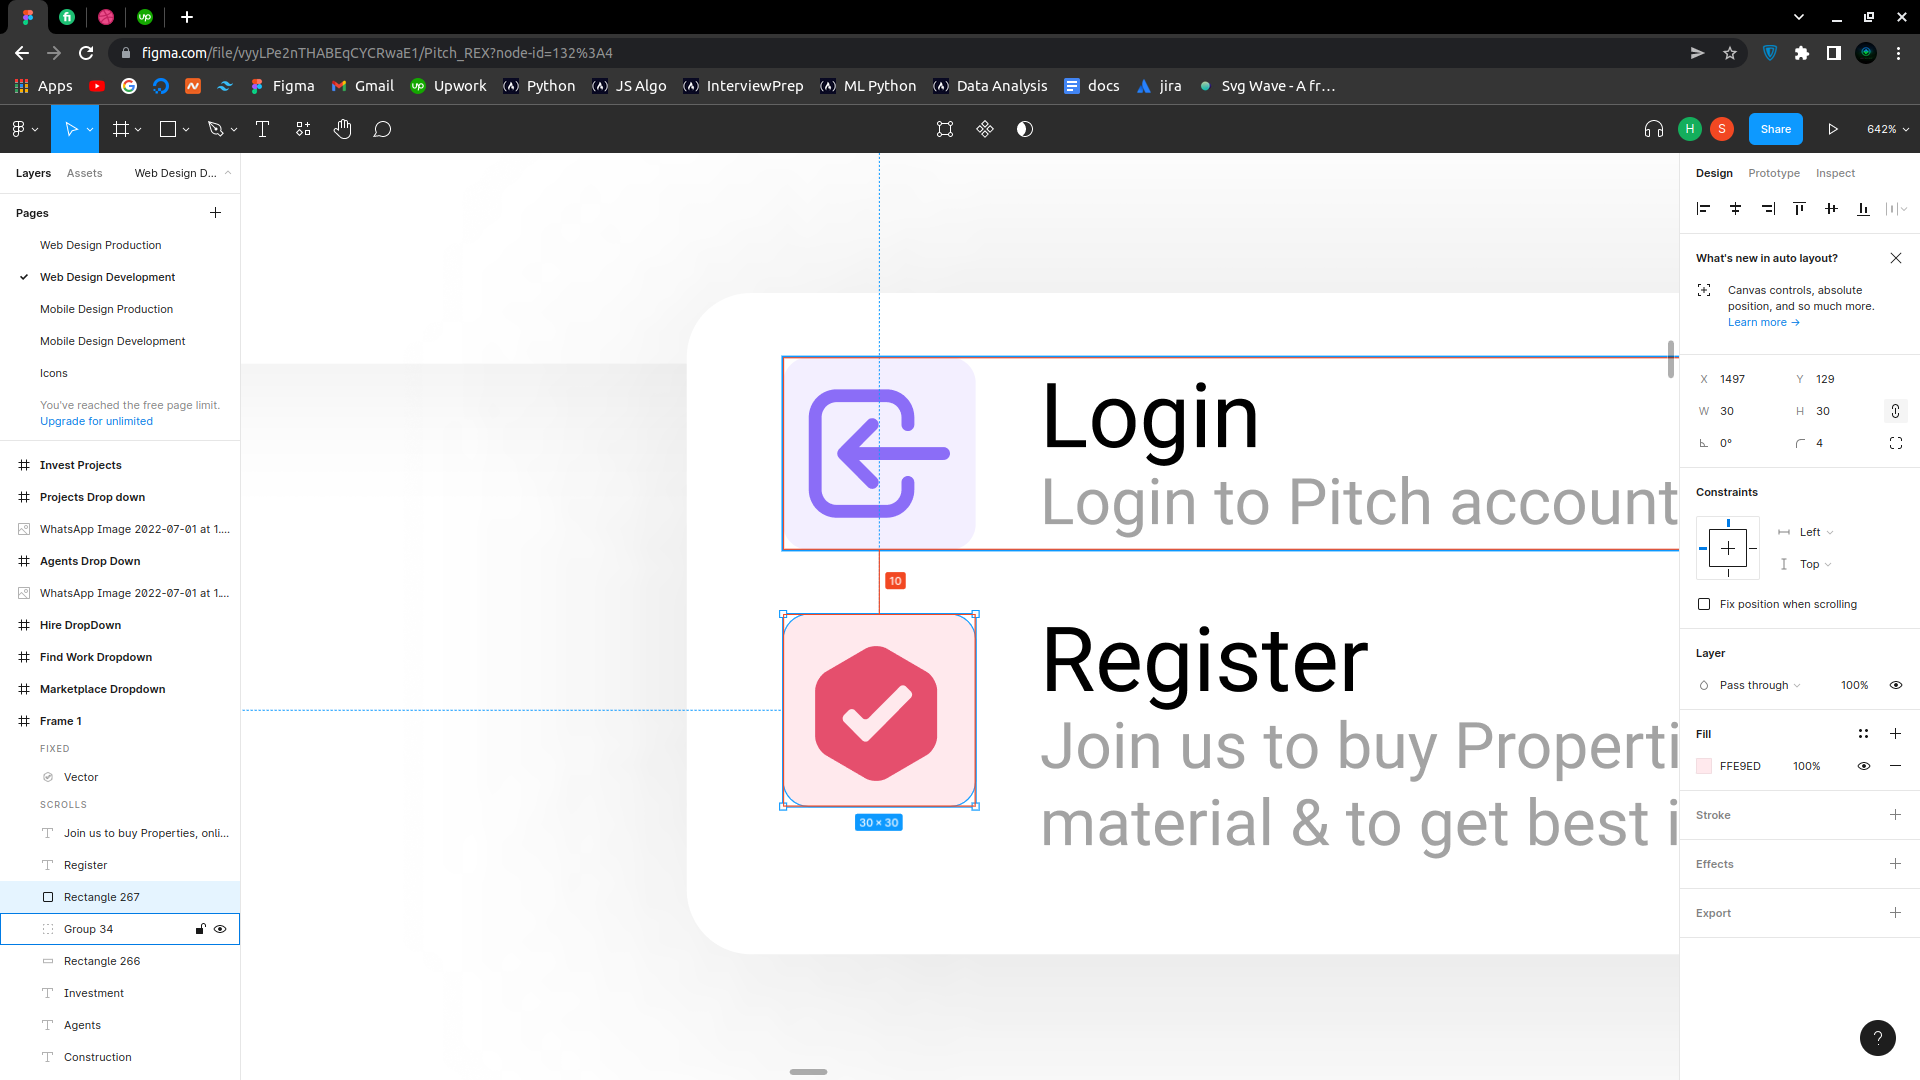 figma.com/file/vyyLPe2nTHABEqCYCRwaE1/Pitch_REX?node-id=132%3A4
Apps Figma Gmail Upwork Python JS Algo InterviewPrep ML Python Data Analysis docs jira Svg Wave - A fr...
H S Share 642%
Layers Assets Web Design D...
Pages
Web Design Production
Web Design Development
Mobile Design Production
Mobile Design Development
Icons
You've reached the free page limit.
Upgrade for unlimited
Invest Projects
Projects Drop down
WhatsApp Image 2022-07-01 at 1....
Agents Drop Down
WhatsApp Image 2022-07-01 at 1....
Hire DropDown
Find Work Dropdown
Marketplace Dropdown
Frame 1
FIXED
Vector
SCROLLS
Join us to buy Properties, onli...
Register
Rectangle 267
Group 34
Rectangle 266
Investment
Agents
Construction
Login
Login to Pitch account
10
Register
Join us to buy Properti
material & to get best i
30 × 30
Design Prototype Inspect
What's new in auto layout?
Canvas controls, absolute
position, and so much more.
Learn more →
X 1497 Y 129
W 30 H 30
0° 4
Constraints
Left
Top
Fix position when scrolling
Layer
Pass through 100%
Fill
FFE9ED 100%
Stroke
Effects
Export
?